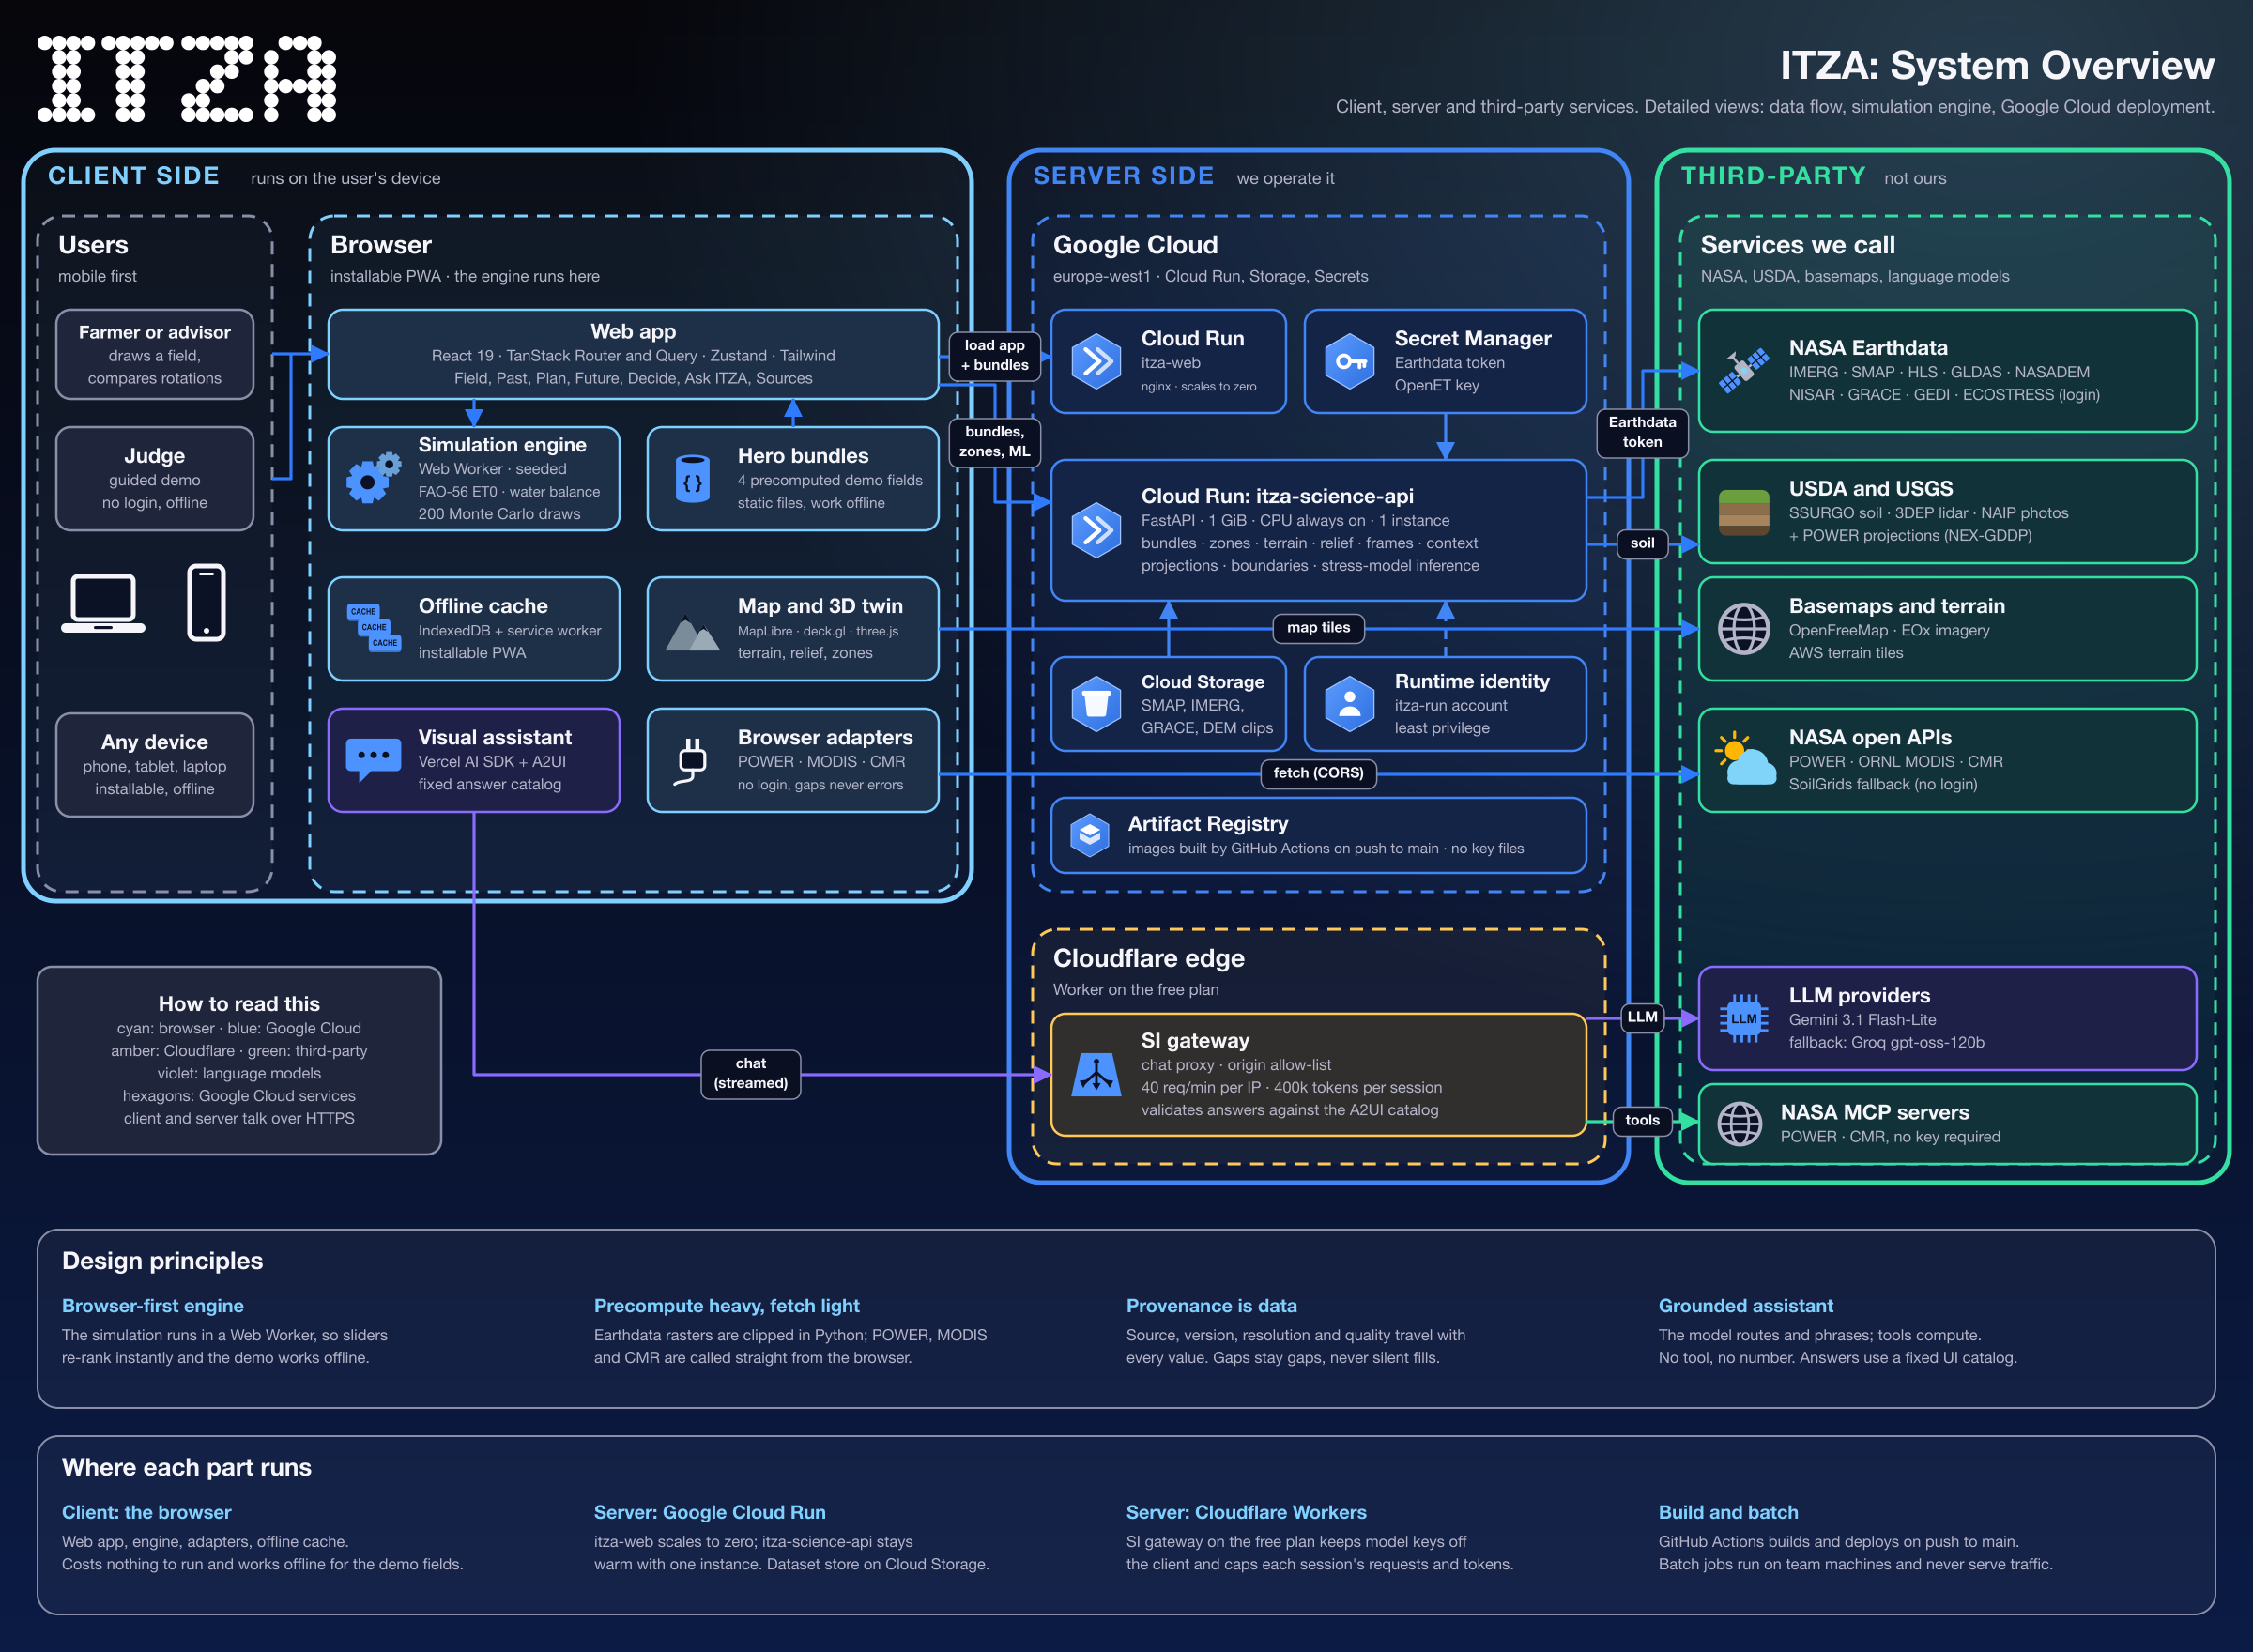 ITZA
ITZA: System Overview
Client, server and third-party services. Detailed views: data flow, simulation engine, Google Cloud deployment.
CLIENT SIDE
runs on the user's device
Users
mobile first
Farmer or advisor
draws a field,
compares rotations
Judge
guided demo
no login, offline
Any device
phone, tablet, laptop
installable, offline
Browser
installable PWA · the engine runs here
Web app
React 19 · TanStack Router and Query · Zustand · Tailwind
Field, Past, Plan, Future, Decide, Ask ITZA, Sources
Simulation engine
Web Worker · seeded
FAO-56 ET0 · water balance
200 Monte Carlo draws
{ }
Hero bundles
4 precomputed demo fields
static files, work offline
CACHE
CACHE
CACHE
Offline cache
IndexedDB + service worker
installable PWA
Map and 3D twin
MapLibre · deck.gl · three.js
terrain, relief, zones
Visual assistant
Vercel AI SDK + A2UI
fixed answer catalog
Browser adapters
POWER · MODIS · CMR
no login, gaps never errors
load app
+ bundles
bundles,
zones, ML
SERVER SIDE
we operate it
Google Cloud
europe-west1 · Cloud Run, Storage, Secrets
Cloud Run
itza-web
nginx · scales to zero
Secret Manager
Earthdata token
OpenET key
Cloud Run: itza-science-api
FastAPI · 1 GiB · CPU always on · 1 instance
bundles · zones · terrain · relief · frames · context
projections · boundaries · stress-model inference
map tiles
Cloud Storage
SMAP, IMERG,
GRACE, DEM clips
Runtime identity
itza-run account
least privilege
fetch (CORS)
Artifact Registry
images built by GitHub Actions on push to main · no key files
Earthdata
token
soil
THIRD-PARTY
not ours
Services we call
NASA, USDA, basemaps, language models
NASA Earthdata
IMERG · SMAP · HLS · GLDAS · NASADEM
NISAR · GRACE · GEDI · ECOSTRESS (login)
USDA and USGS
SSURGO soil · 3DEP lidar · NAIP photos
+ POWER projections (NEX-GDDP)
Basemaps and terrain
OpenFreeMap · EOx imagery
AWS terrain tiles
NASA open APIs
POWER · ORNL MODIS · CMR
SoilGrids fallback (no login)
How to read this
cyan: browser · blue: Google Cloud
amber: Cloudflare · green: third-party
violet: language models
hexagons: Google Cloud services
client and server talk over HTTPS
chat
(streamed)
Cloudflare edge
Worker on the free plan
SI gateway
chat proxy · origin allow-list
40 req/min per IP · 400k tokens per session
validates answers against the A2UI catalog
LLM
tools
LLM
LLM providers
Gemini 3.1 Flash-Lite
fallback: Groq gpt-oss-120b
NASA MCP servers
POWER · CMR, no key required
Design principles
Browser-first engine
The simulation runs in a Web Worker, so sliders
re-rank instantly and the demo works offline.
Precompute heavy, fetch light
Earthdata rasters are clipped in Python; POWER, MODIS
and CMR are called straight from the browser.
Provenance is data
Source, version, resolution and quality travel with
every value. Gaps stay gaps, never silent fills.
Grounded assistant
The model routes and phrases; tools compute.
No tool, no number. Answers use a fixed UI catalog.
Where each part runs
Client: the browser
Web app, engine, adapters, offline cache.
Costs nothing to run and works offline for the demo fields.
Server: Google Cloud Run
itza-web scales to zero; itza-science-api stays
warm with one instance. Dataset store on Cloud Storage.
Server: Cloudflare Workers
SI gateway on the free plan keeps model keys off
the client and caps each session's requests and tokens.
Build and batch
GitHub Actions builds and deploys on push to main.
Batch jobs run on team machines and never serve traffic.